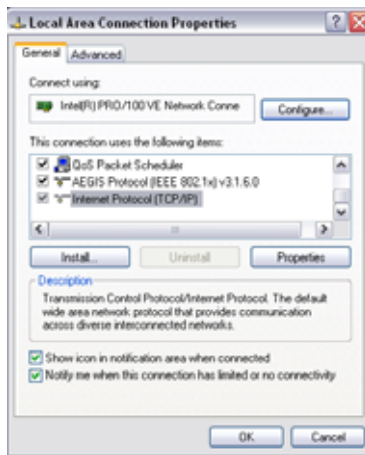 Local Area Connection Properties
General
Advanced
Connect using:
Intel(R) PRO/100 VE Network Conne
Configure...
This connection uses the following items:
QoS Packet Scheduler
AEGIS Protocol (IEEE 802.1x) v3.1.6.0
Internet Protocol (TCP/IP)
Install...
Uninstall
Properties
Description
Transmission Control Protocol/Internet Protocol. The default
wide area network protocol that provides communication
across diverse interconnected networks.
Show icon in notification area when connected
Notify me when this connection has limited or no connectivity
OK
Cancel